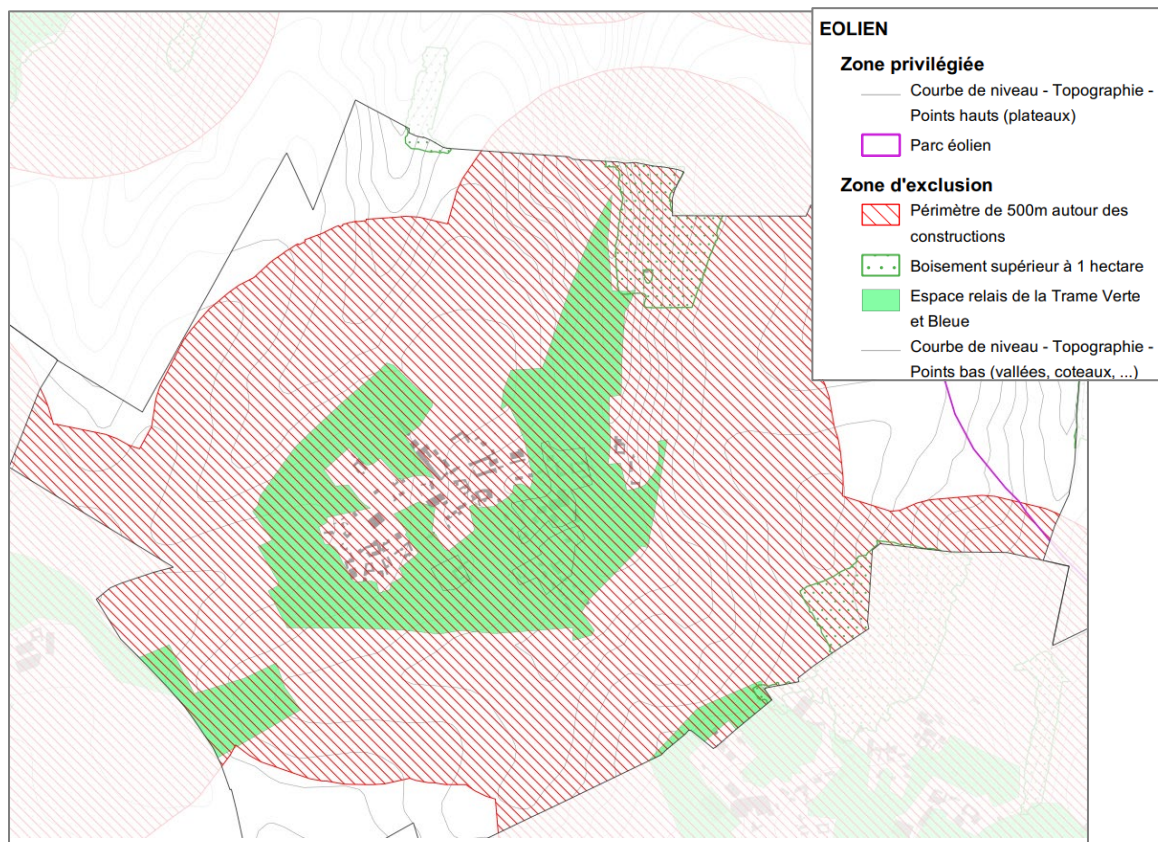 EOLIEN
Zone privilégiée
Courbe de niveau - Topographie -
Points hauts (plateaux)
Parc éolien
Zone d'exclusion
Périmètre de 500m autour des
constructions
Boisement supérieur à 1 hectare
Espace relais de la Trame Verte
et Bleue
Courbe de niveau - Topographie -
Points bas (vallées, coteaux, ...)